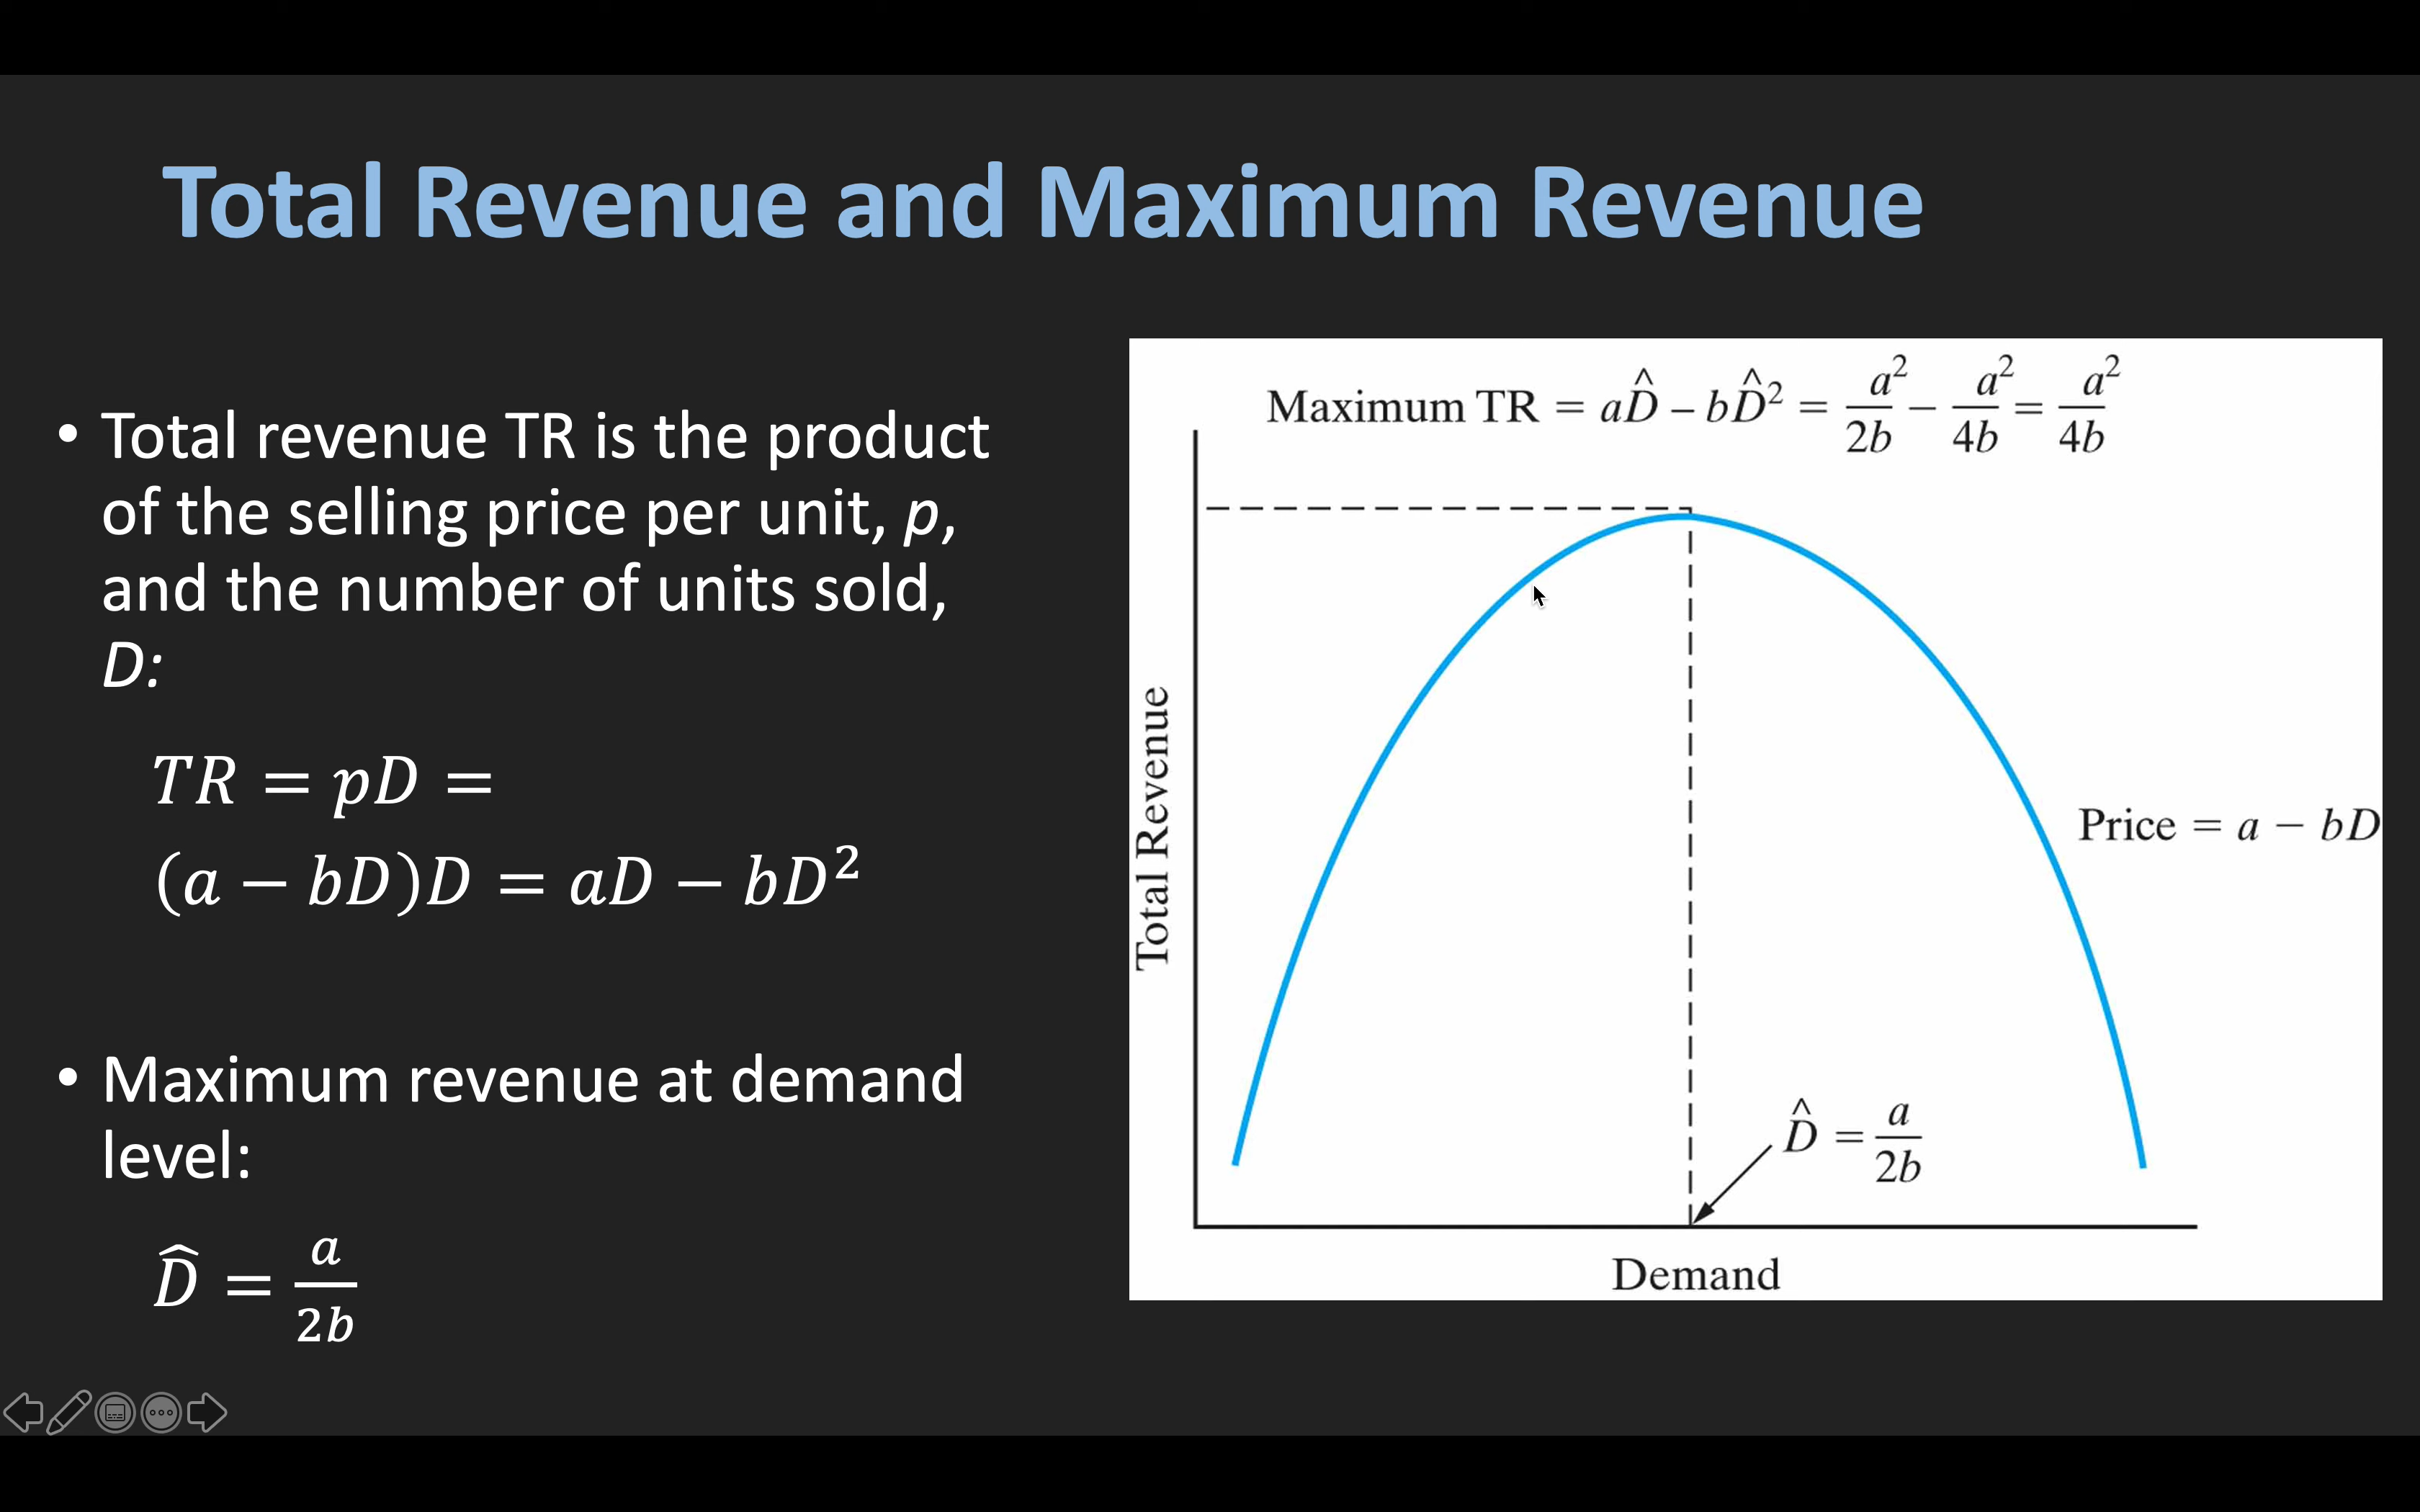 Total Revenue and Maximum Revenue
• Total revenue TR is the product
of the selling price per unit, p,
and the number of units sold,
D:
TR = pD =
(a − bD)D = aD − bD²
• Maximum revenue at demand
level:
D̂ = a/2b
Maximum TR = aD̂ – bD̂² = a²/2b − a²/4b = a²/4b
Total Revenue
Price = a − bD
D̂ = a/2b
Demand